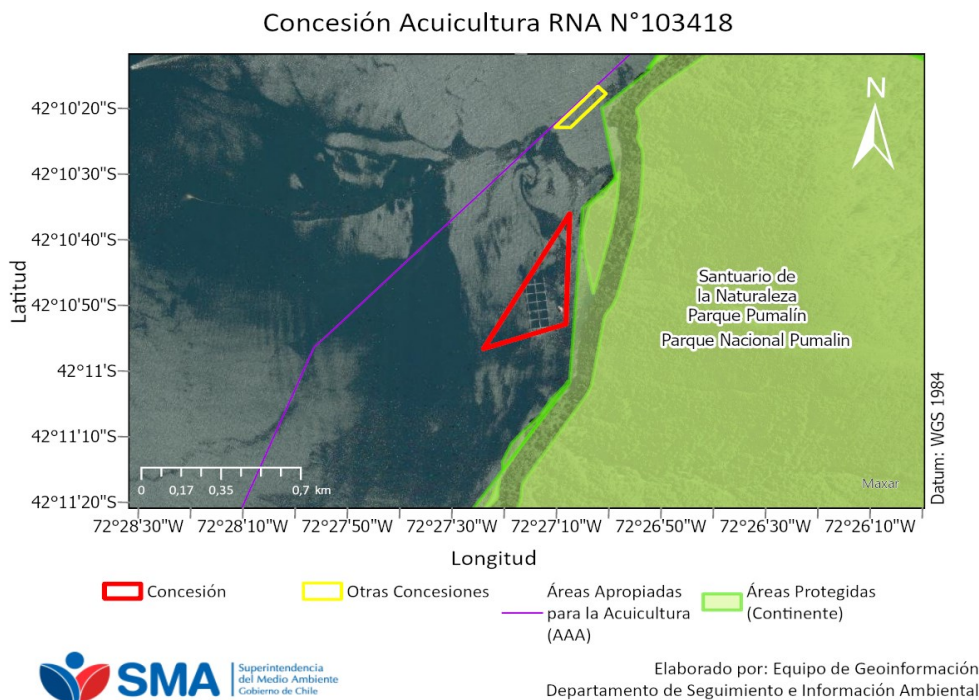 Concesión Acuicultura RNA N°103418
N
42°10'20"S
42°10'30"S
42°10'40"S
42°10'50"S
42°11'S
42°11'10"S
42°11'20"S
Latitud
Santuario de
la Naturaleza
Parque Pumalín
Parque Nacional Pumalin
Datum: WGS 1984
0 0,17 0,35 0,7 km
Maxar
72°28'30"W 72°28'10"W 72°27'50"W 72°27'30"W 72°27'10"W 72°26'50"W 72°26'30"W 72°26'10"W
Longitud
Concesión
Otras Concesiones
Áreas Apropiadas
para la Acuicultura
(AAA)
Áreas Protegidas
(Continente)
SMA
Superintendencia
del Medio Ambiente
Gobierno de Chile
Elaborado por: Equipo de Geoinformación
Departamento de Seguimiento e Información Ambiental